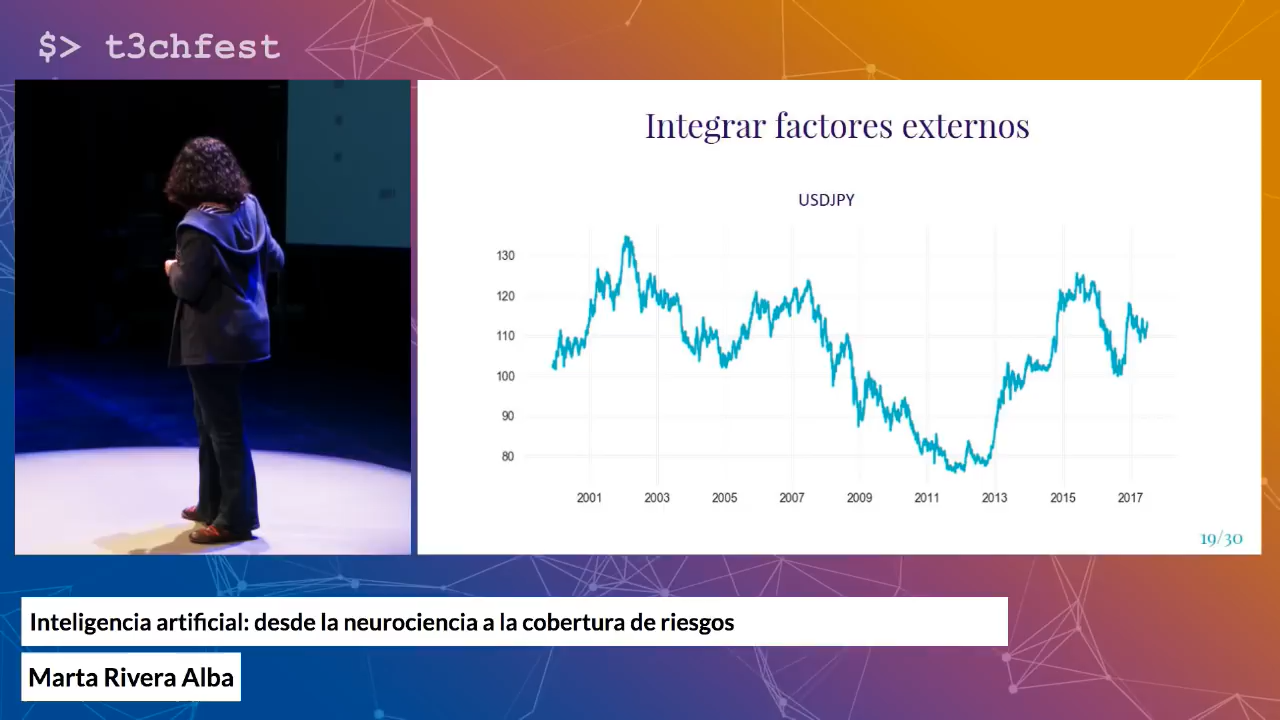 $> t3chfest
Integrar factores externos
USDJPY
130
120
110
100
90
80
2001 2003 2005 2007 2009 2011 2013 2015 2017
19/30
Inteligencia artificial: desde la neurociencia a la cobertura de riesgos
Marta Rivera Alba